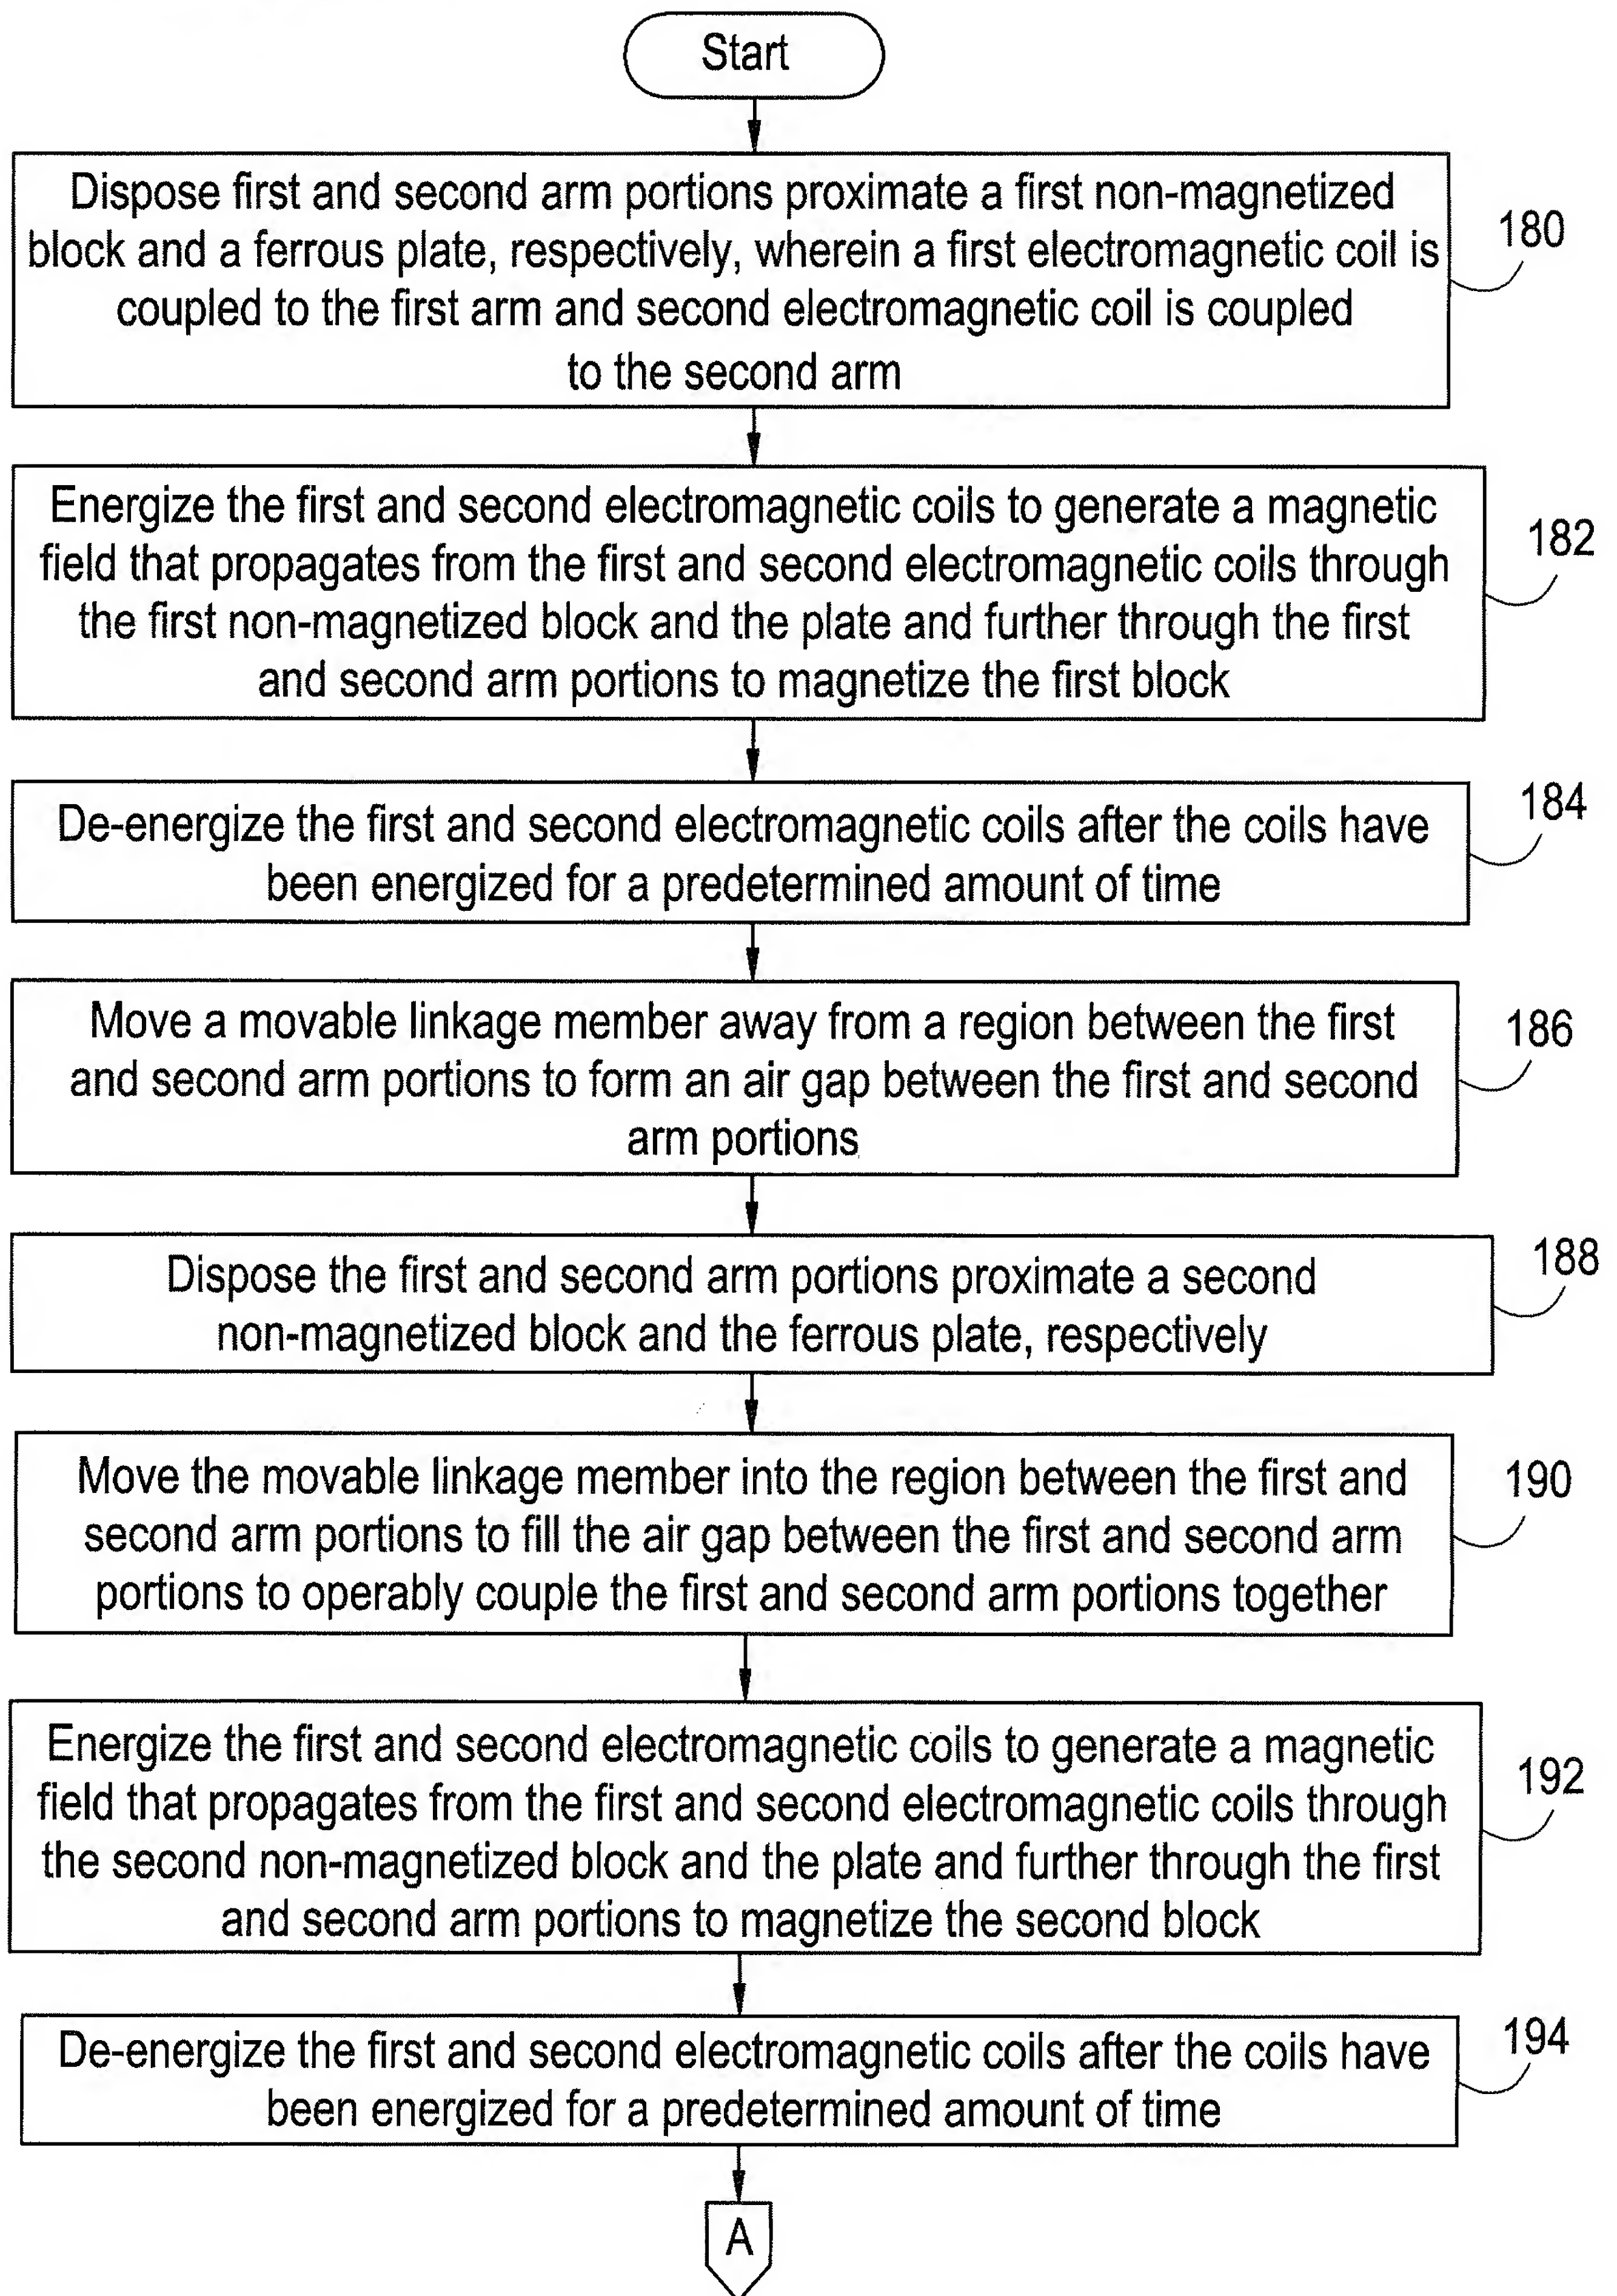 Start
Dispose first and second arm portions proximate a first non-magnetized
block and a ferrous plate, respectively, wherein a first electromagnetic coil is
coupled to the first arm and second electromagnetic coil is coupled
to the second arm
180
Energize the first and second electromagnetic coils to generate a magnetic
field that propagates from the first and second electromagnetic coils through
the first non-magnetized block and the plate and further through the first
and second arm portions to magnetize the first block
182
De-energize the first and second electromagnetic coils after the coils have
been energized for a predetermined amount of time
184
Move a movable linkage member away from a region between the first
and second arm portions to form an air gap between the first and second
arm portions
186
Dispose the first and second arm portions proximate a second
non-magnetized block and the ferrous plate, respectively
188
Move the movable linkage member into the region between the first and
second arm portions to fill the air gap between the first and second arm
portions to operably couple the first and second arm portions together
190
Energize the first and second electromagnetic coils to generate a magnetic
field that propagates from the first and second electromagnetic coils through
the second non-magnetized block and the plate and further through the first
and second arm portions to magnetize the second block
192
De-energize the first and second electromagnetic coils after the coils have
been energized for a predetermined amount of time
194
A